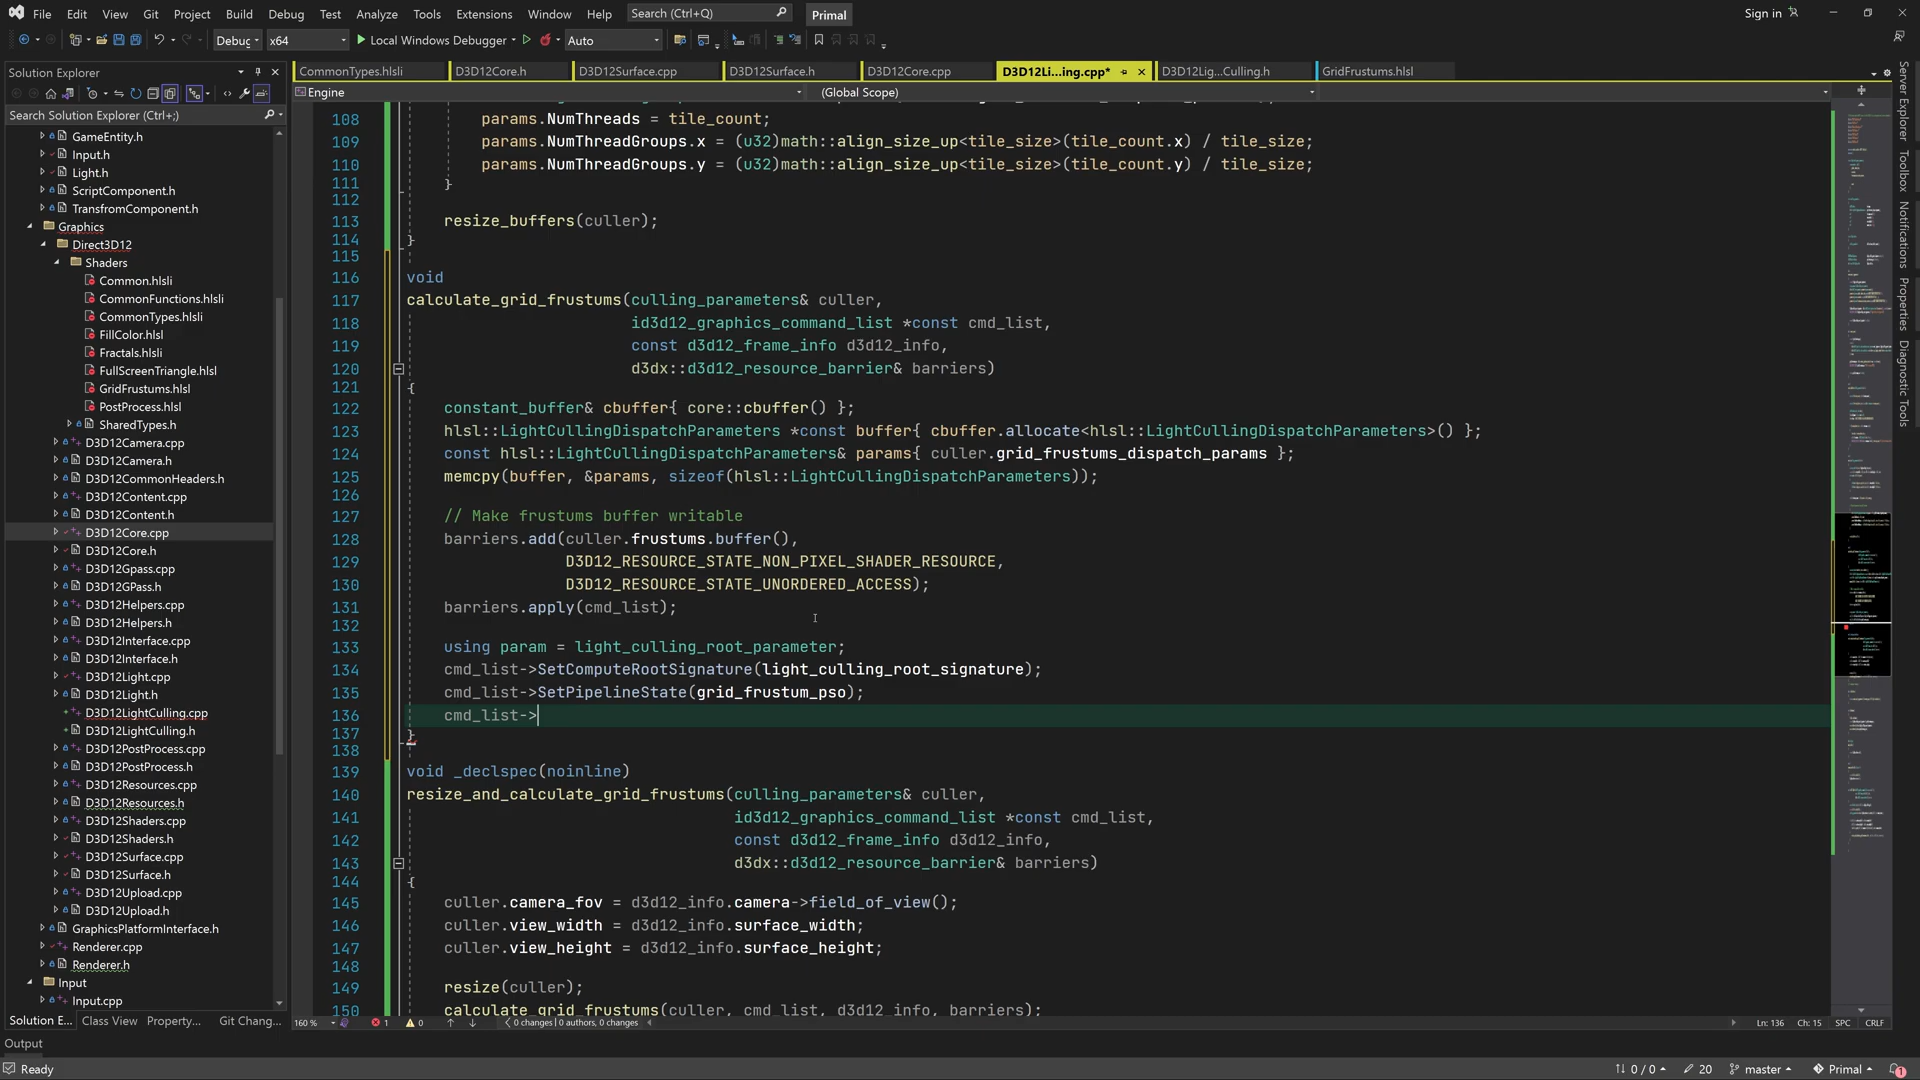 File Edit View Git Project Build Debug Test Analyze Tools Extensions Window Help Search (Ctrl+Q) Primal Sign in
Debug x64 Local Windows Debugger Auto
Solution Explorer
Search Solution Explorer (Ctrl+;)
GameEntity.h
Input.h
Light.h
ScriptComponent.h
TransfromComponent.h
Graphics
Direct3D12
Shaders
Common.hlsli
CommonFunctions.hlsli
CommonTypes.hlsli
FillColor.hlsl
Fractals.hlsli
FullScreenTriangle.hlsl
GridFrustums.hlsl
PostProcess.hlsl
SharedTypes.h
D3D12Camera.cpp
D3D12Camera.h
D3D12CommonHeaders.h
D3D12Content.cpp
D3D12Content.h
D3D12Core.cpp
D3D12Core.h
D3D12Gpass.cpp
D3D12GPass.h
D3D12Helpers.cpp
D3D12Helpers.h
D3D12Interface.cpp
D3D12Interface.h
D3D12Light.cpp
D3D12Light.h
D3D12LightCulling.cpp
D3D12LightCulling.h
D3D12PostProcess.cpp
D3D12PostProcess.h
D3D12Resources.cpp
D3D12Resources.h
D3D12Shaders.cpp
D3D12Shaders.h
D3D12Surface.cpp
D3D12Surface.h
D3D12Upload.cpp
D3D12Upload.h
GraphicsPlatformInterface.h
Renderer.cpp
Renderer.h
Input
Input.cpp
Solution E... Class View Property... Git Chang...
CommonTypes.hlsli D3D12Core.h D3D12Surface.cpp D3D12Surface.h D3D12Core.cpp D3D12Li...ing.cpp* D3D12Lig...Culling.h GridFrustums.hlsl
Engine (Global Scope)
108 params.NumThreads = tile_count;
109 params.NumThreadGroups.x = (u32)math::align_size_up<tile_size>(tile_count.x) / tile_size;
110 params.NumThreadGroups.y = (u32)math::align_size_up<tile_size>(tile_count.y) / tile_size;
111 }
112
113 resize_buffers(culler);
114 }
115
116 void
117 calculate_grid_frustums(culling_parameters& culler,
118 id3d12_graphics_command_list *const cmd_list,
119 const d3d12_frame_info d3d12_info,
120 d3dx::d3d12_resource_barrier& barriers)
121 {
122 constant_buffer& cbuffer{ core::cbuffer() };
123 hlsl::LightCullingDispatchParameters *const buffer{ cbuffer.allocate<hlsl::LightCullingDispatchParameters>() };
124 const hlsl::LightCullingDispatchParameters& params{ culler.grid_frustums_dispatch_params };
125 memcpy(buffer, &params, sizeof(hlsl::LightCullingDispatchParameters));
126
127 // Make frustums buffer writable
128 barriers.add(culler.frustums.buffer(),
129 D3D12_RESOURCE_STATE_NON_PIXEL_SHADER_RESOURCE,
130 D3D12_RESOURCE_STATE_UNORDERED_ACCESS);
131 barriers.apply(cmd_list);
132
133 using param = light_culling_root_parameter;
134 cmd_list->SetComputeRootSignature(light_culling_root_signature);
135 cmd_list->SetPipelineState(grid_frustum_pso);
136 cmd_list->
137 }
138
139 void _declspec(noinline)
140 resize_and_calculate_grid_frustums(culling_parameters& culler,
141 id3d12_graphics_command_list *const cmd_list,
142 const d3d12_frame_info d3d12_info,
143 d3dx::d3d12_resource_barrier& barriers)
144 {
145 culler.camera_fov = d3d12_info.camera->field_of_view();
146 culler.view_width = d3d12_info.surface_width;
147 culler.view_height = d3d12_info.surface_height;
148
149 resize(culler);
150 calculate_grid_frustums(culler, cmd_list, d3d12_info, barriers);
160 % 1 0 0 changes | 0 authors, 0 changes Ln: 136 Ch: 15 SPC CRLF
Server Explorer
Toolbox
Notifications
Properties
Diagnostic Tools
Output
Ready 0 / 0 20 master Primal 1